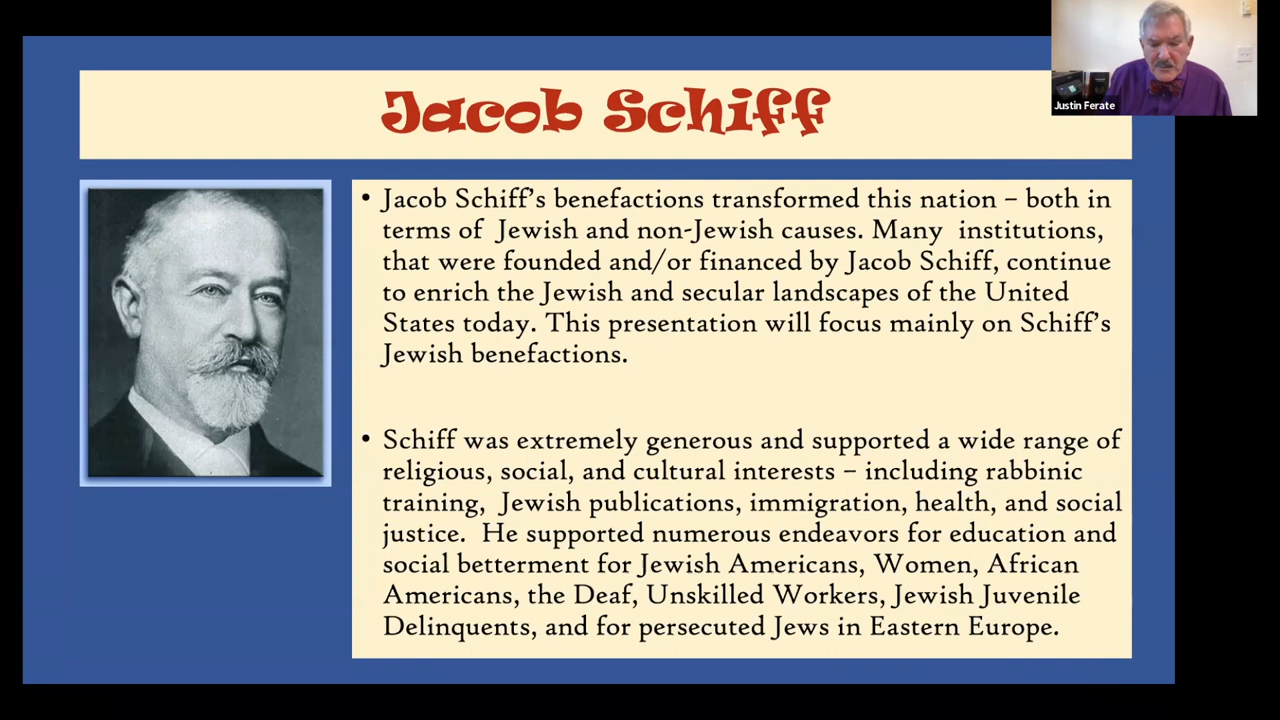 Jacob Schiff
Justin Ferate
• Jacob Schiff’s benefactions transformed this nation – both in
terms of  Jewish and non-Jewish causes. Many  institutions,
that were founded and/or financed by Jacob Schiff, continue
to enrich the Jewish and secular landscapes of the United
States today. This presentation will focus mainly on Schiff’s
Jewish benefactions.
• Schiff was extremely generous and supported a wide range of
religious, social, and cultural interests – including rabbinic
training,  Jewish publications, immigration, health, and social
justice.  He supported numerous endeavors for education and
social betterment for Jewish Americans, Women, African
Americans, the Deaf, Unskilled Workers, Jewish Juvenile
Delinquents, and for persecuted Jews in Eastern Europe.